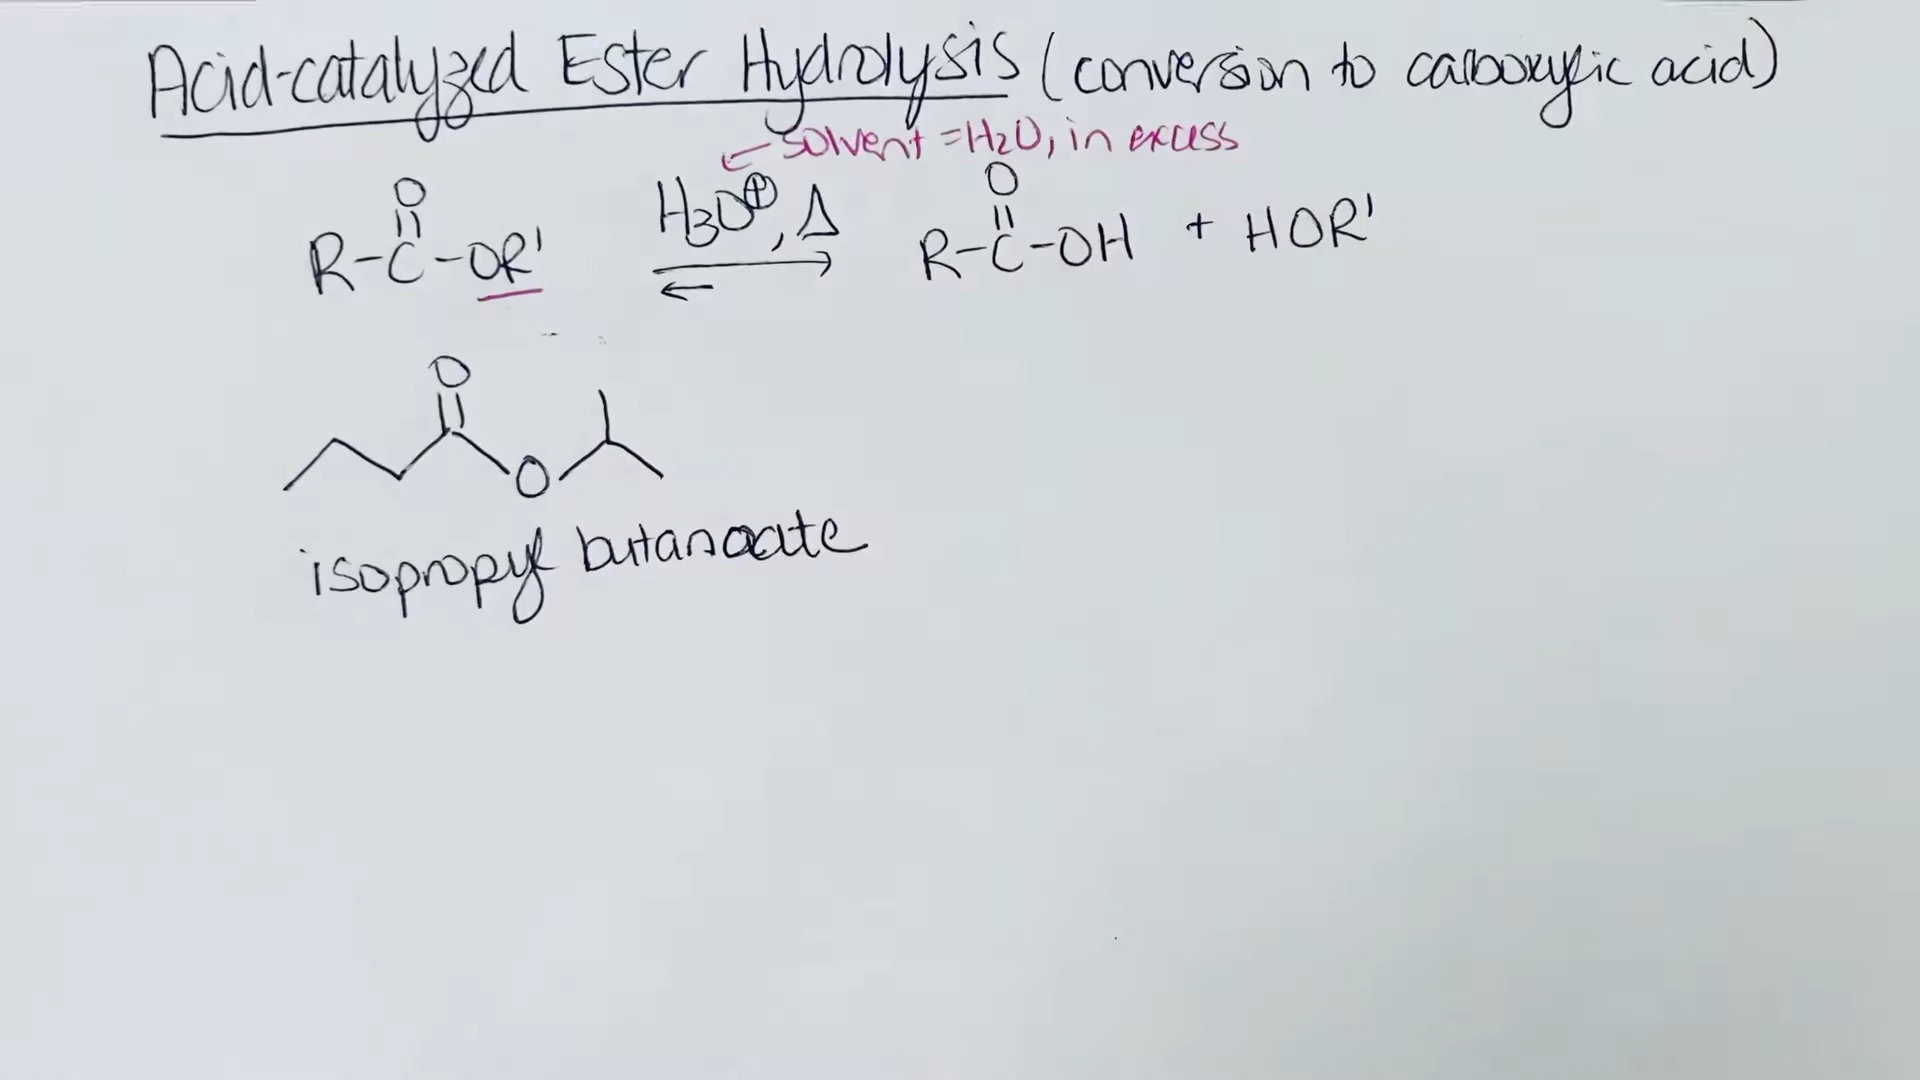 Acid-catalyzed Ester Hydrolysis (conversion to carboxylic acid)
← solvent = H2O, in excess
O O
R-C-OR' H3O⊕, Δ R-C-OH + HOR'
O
O
isopropyl butanoate